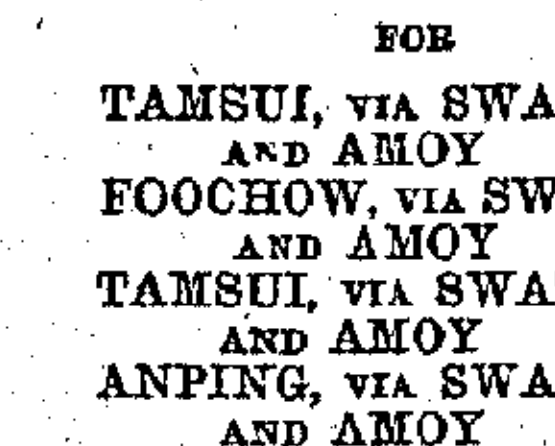 FOR
TAMSUI, VIA SWA
AND AMOY
FOOCHOW, VIA SW
AND AMOY
TAMSUI, VIA SWA
AND AMOY
ANPING, VIA SWA
AND AMOY